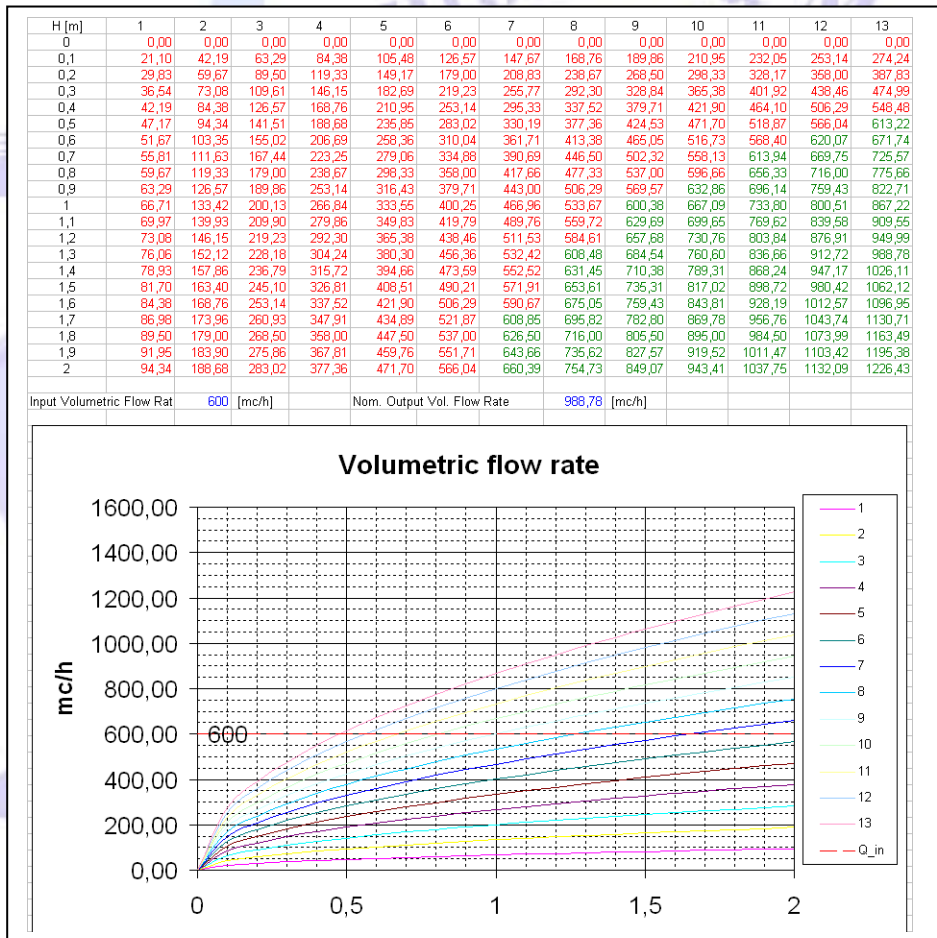 H [m] 1 2 3 4 5 6 7 8 9 10 11 12 13
0 0,00 0,00 0,00 0,00 0,00 0,00 0,00 0,00 0,00 0,00 0,00 0,00 0,00
0,1 21,10 42,19 63,29 84,38 105,48 126,57 147,67 168,76 189,86 210,95 232,05 253,14 274,24
0,2 29,83 59,67 89,50 119,33 149,17 179,00 208,83 238,67 268,50 298,33 328,17 358,00 387,83
0,3 36,54 73,08 109,61 146,15 182,69 219,23 255,77 292,30 328,84 365,38 401,92 438,46 474,99
0,4 42,19 84,38 126,57 168,76 210,95 253,14 295,33 337,52 379,71 421,90 464,10 506,29 548,48
0,5 47,17 94,34 141,51 188,68 235,85 283,02 330,19 377,36 424,53 471,70 518,87 566,04 613,22
0,6 51,67 103,35 155,02 206,69 258,36 310,04 361,71 413,38 465,05 516,73 568,40 620,07 671,74
0,7 55,81 111,63 167,44 223,25 279,06 334,88 390,69 446,50 502,32 558,13 613,94 669,75 725,57
0,8 59,67 119,33 179,00 238,67 298,33 358,00 417,66 477,33 537,00 596,66 656,33 716,00 775,66
0,9 63,29 126,57 189,86 253,14 316,43 379,71 443,00 506,29 569,57 632,86 696,14 759,43 822,71
1 66,71 133,42 200,13 266,84 333,55 400,25 466,96 533,67 600,38 667,09 733,80 800,51 867,22
1,1 69,97 139,93 209,90 279,86 349,83 419,79 489,76 559,72 629,69 699,65 769,62 839,58 909,55
1,2 73,08 146,15 219,23 292,30 365,38 438,46 511,53 584,61 657,68 730,76 803,84 876,91 949,99
1,3 76,06 152,12 228,18 304,24 380,30 456,36 532,42 608,48 684,54 760,60 836,66 912,72 988,78
1,4 78,93 157,86 236,79 315,72 394,66 473,59 552,52 631,45 710,38 789,31 868,24 947,17 1026,11
1,5 81,70 163,40 245,10 326,81 408,51 490,21 571,91 653,61 735,31 817,02 898,72 980,42 1062,12
1,6 84,38 168,76 253,14 337,52 421,90 506,29 590,67 675,05 759,43 843,81 928,19 1012,57 1096,95
1,7 86,98 173,96 260,93 347,91 434,89 521,87 608,85 695,82 782,80 869,78 956,76 1043,74 1130,71
1,8 89,50 179,00 268,50 358,00 447,50 537,00 626,50 716,00 805,50 895,00 984,50 1073,99 1163,49
1,9 91,95 183,90 275,86 367,81 459,76 551,71 643,66 735,62 827,57 919,52 1011,47 1103,42 1195,38
2 94,34 188,68 283,02 377,36 471,70 566,04 660,39 754,73 849,07 943,41 1037,75 1132,09 1226,43
Input Volumetric Flow Rat 600 [mc/h] Nom. Output Vol. Flow Rate 988,78 [mc/h]
Volumetric flow rate
mc/h
1600,00
1400,00
1200,00
1000,00
800,00
600,00
400,00
200,00
0,00
600
0 0,5 1 1,5 2
1
2
3
4
5
6
7
8
9
10
11
12
13
Q_in